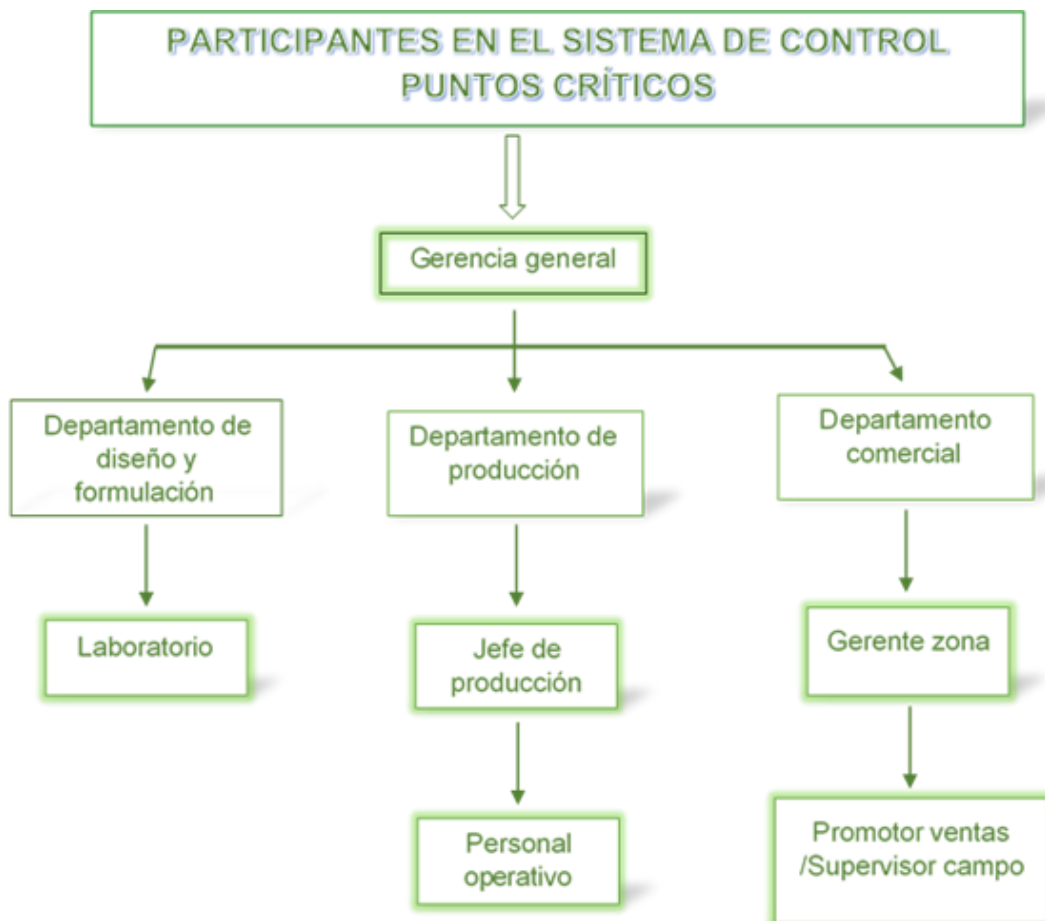 PARTICIPANTES EN EL SISTEMA DE CONTROL
PUNTOS CRÍTICOS
Gerencia general
Departamento de
diseño y
formulación
Departamento de
producción
Departamento
comercial
Laboratorio
Jefe de
producción
Gerente zona
Personal
operativo
Promotor ventas
/Supervisor campo